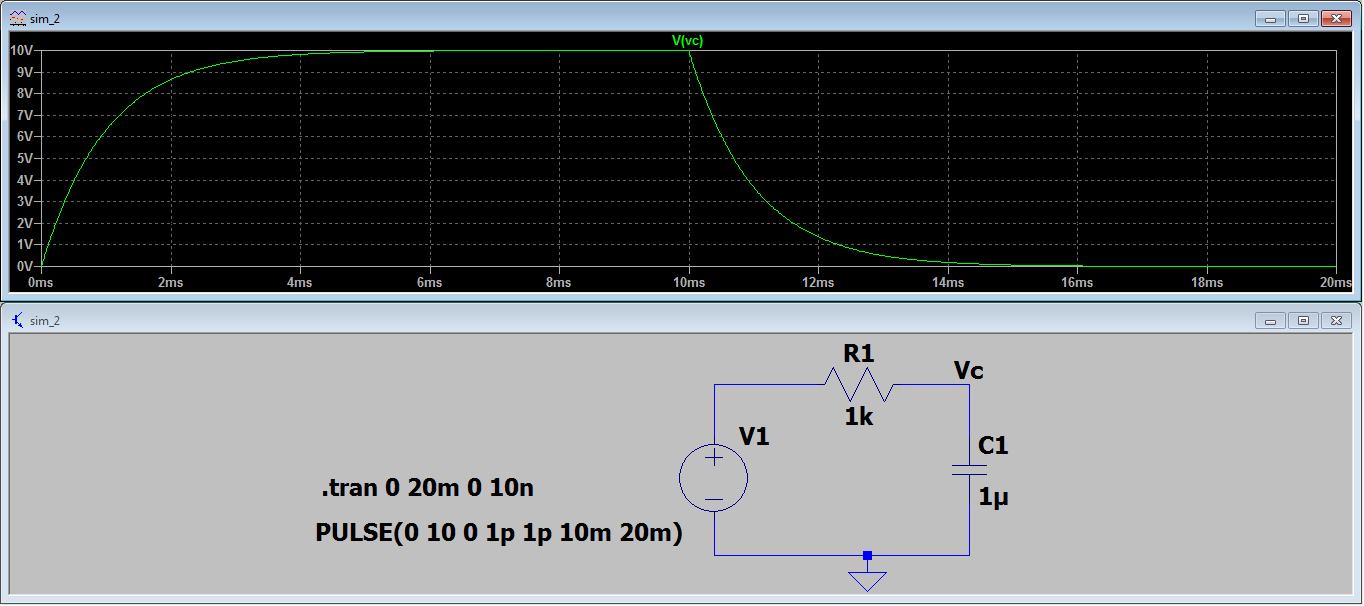 sim_2
V(vc)
10V
9V
8V
7V
6V
5V
4V
3V
2V
1V
0V
0ms 2ms 4ms 6ms 8ms 10ms 12ms 14ms 16ms 18ms 20ms
sim_2
R1
Vc
1k
V1
C1
1µ
.tran 0 20m 0 10n
PULSE(0 10 0 1p 1p 10m 20m)